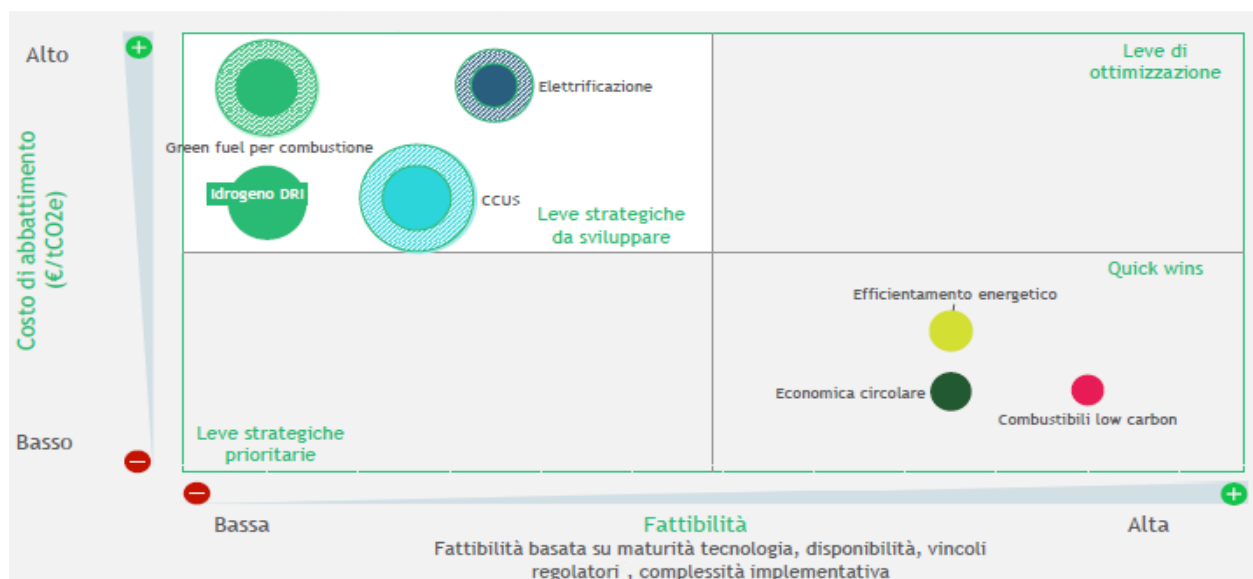 Alto
Leve di
ottimizzazione
Elettrificazione
Green fuel per combustione
Idrogeno DRI
ccus
Leve strategiche
da sviluppare
Costo di abbattimento
(€/tCO2e)
Quick wins
Efficientamento energetico
Economica circolare
Combustibili low carbon
Leve strategiche
prioritarie
Basso
Bassa
Fattibilità
Alta
Fattibilità basata su maturità tecnologia, disponibilità, vincoli
regolatori , complessità implementativa